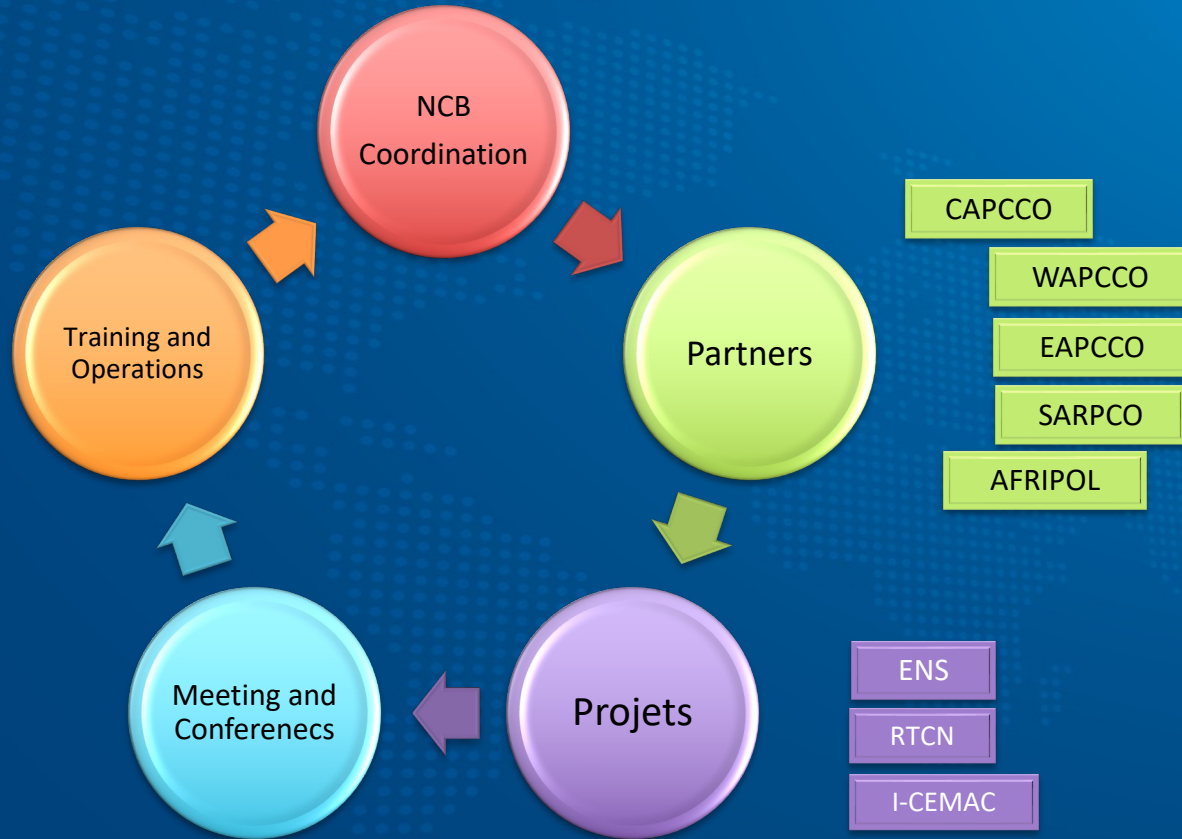 NCB
Coordination
CAPCCO
WAPCCO
EAPCCO
SARPCO
AFRIPOL
Partners
Training and
Operations
Meeting and
Conferenecs
Projets
ENS
RTCN
I-CEMAC